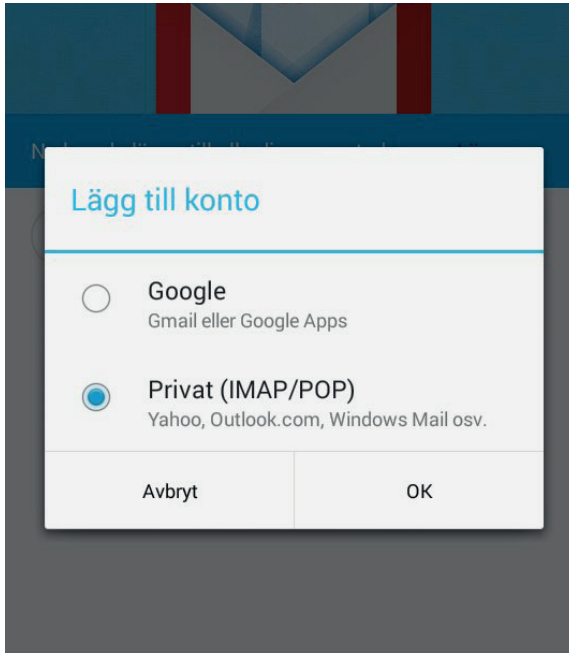 Lägg till konto
Google
Gmail eller Google Apps
Privat (IMAP/POP)
Yahoo, Outlook.com, Windows Mail osv.
Avbryt
OK